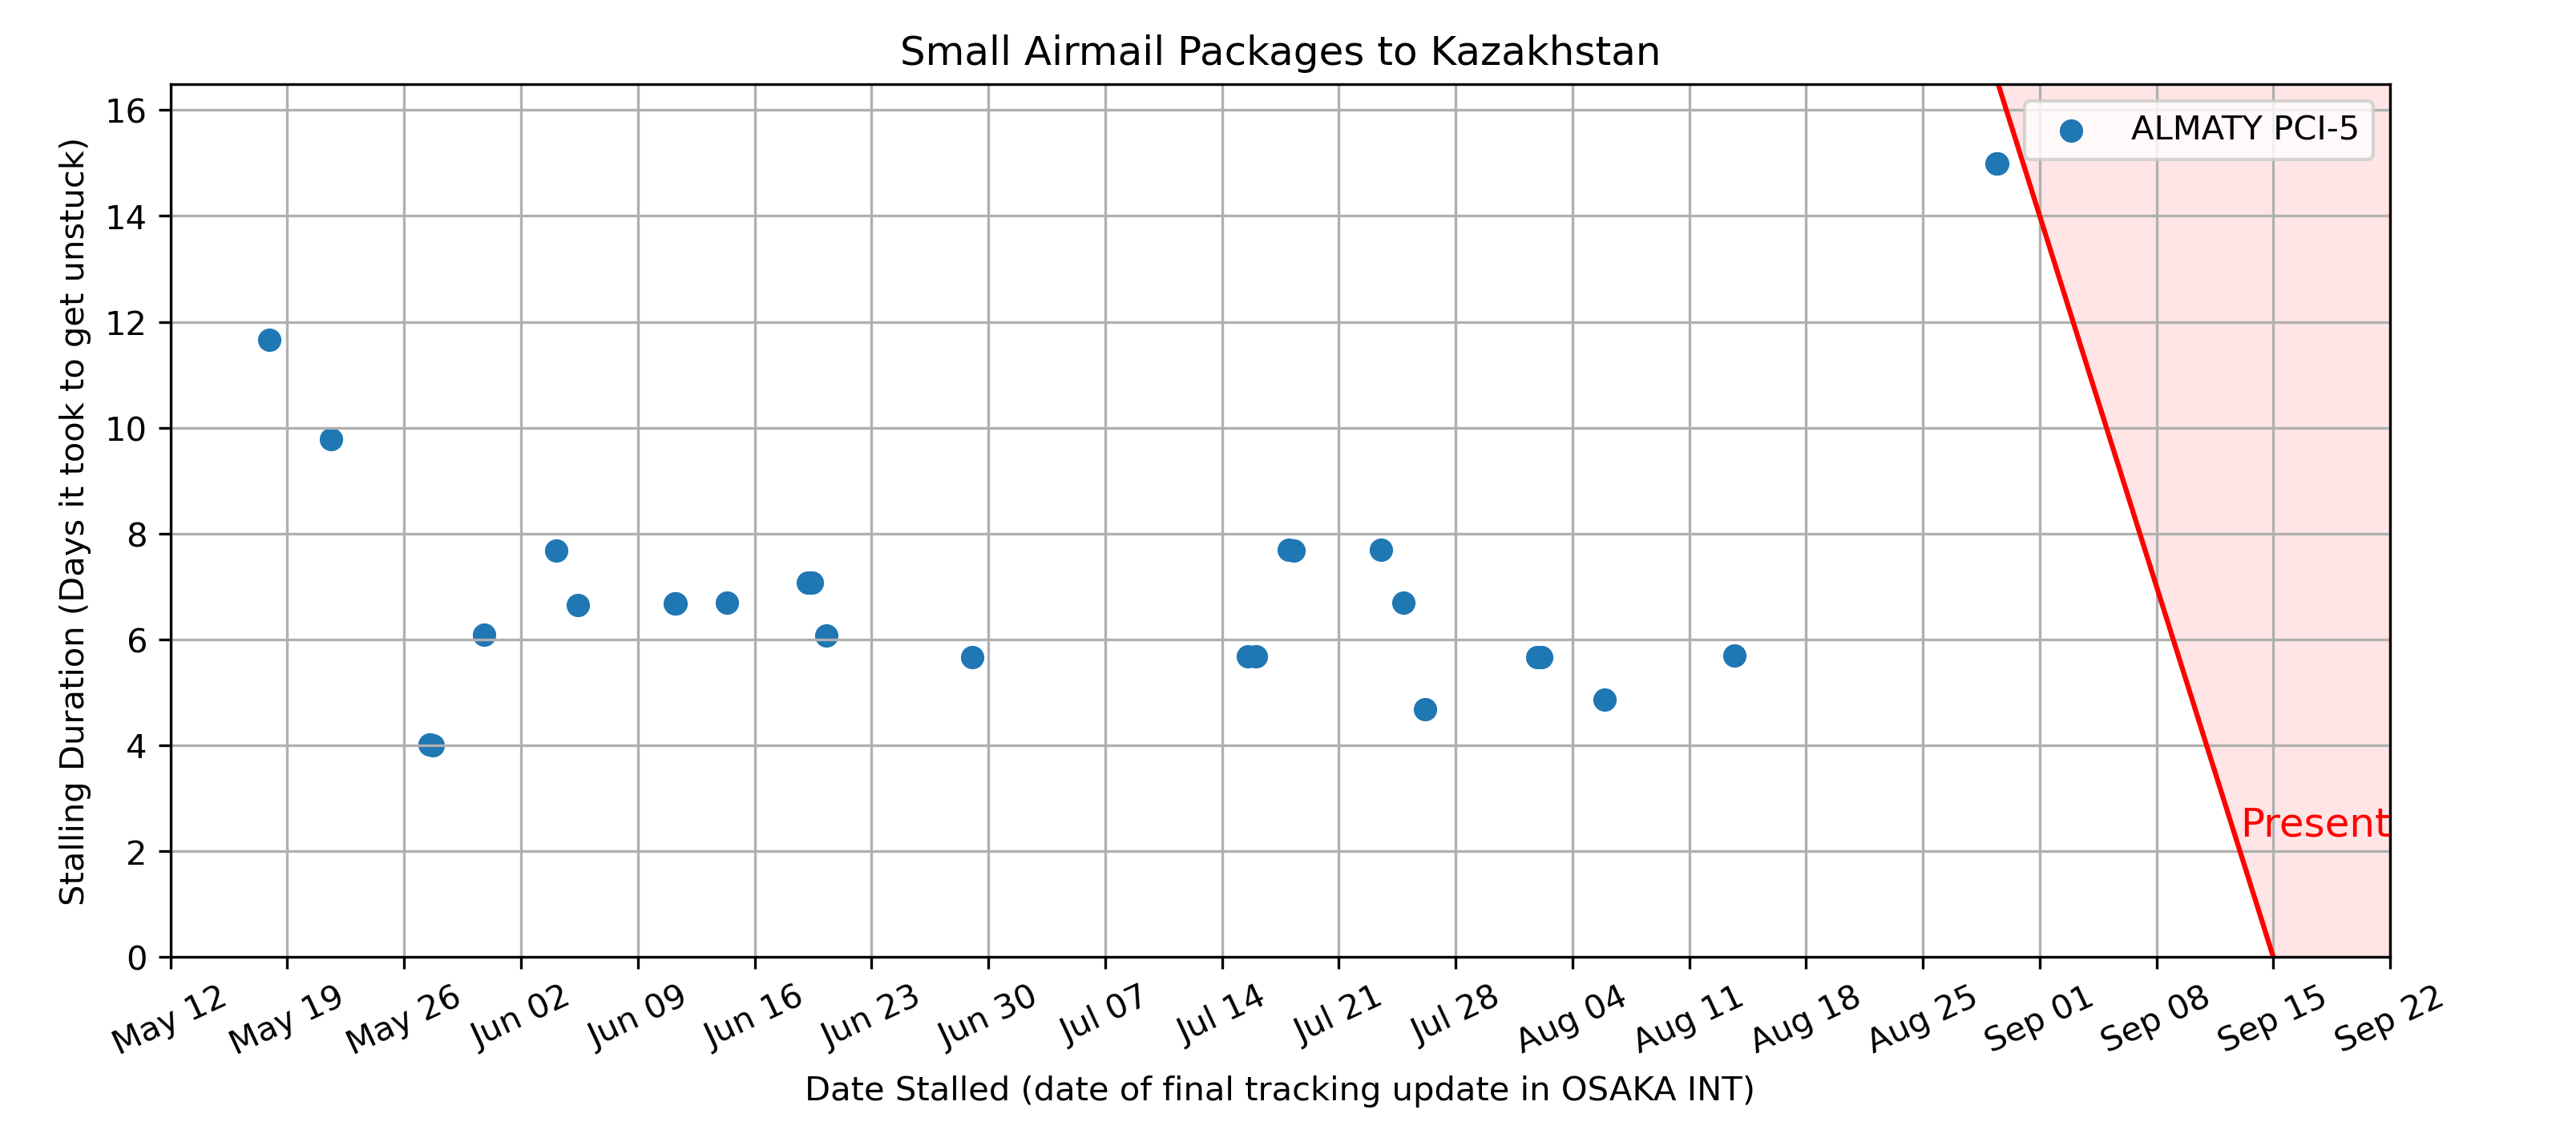 Small Airmail Packages to Kazakhstan
ALMATY PCI-5
Stalling Duration (Days it took to get unstuck)
16
14
12
10
8
6
4
2
0
Present
May 12
May 19
May 26
Jun 02
Jun 09
Jun 16
Jun 23
Jun 30
Jul 07
Jul 14
Jul 21
Jul 28
Aug 04
Aug 11
Aug 18
Aug 25
Sep 01
Sep 08
Sep 15
Sep 22
Date Stalled (date of final tracking update in OSAKA INT)